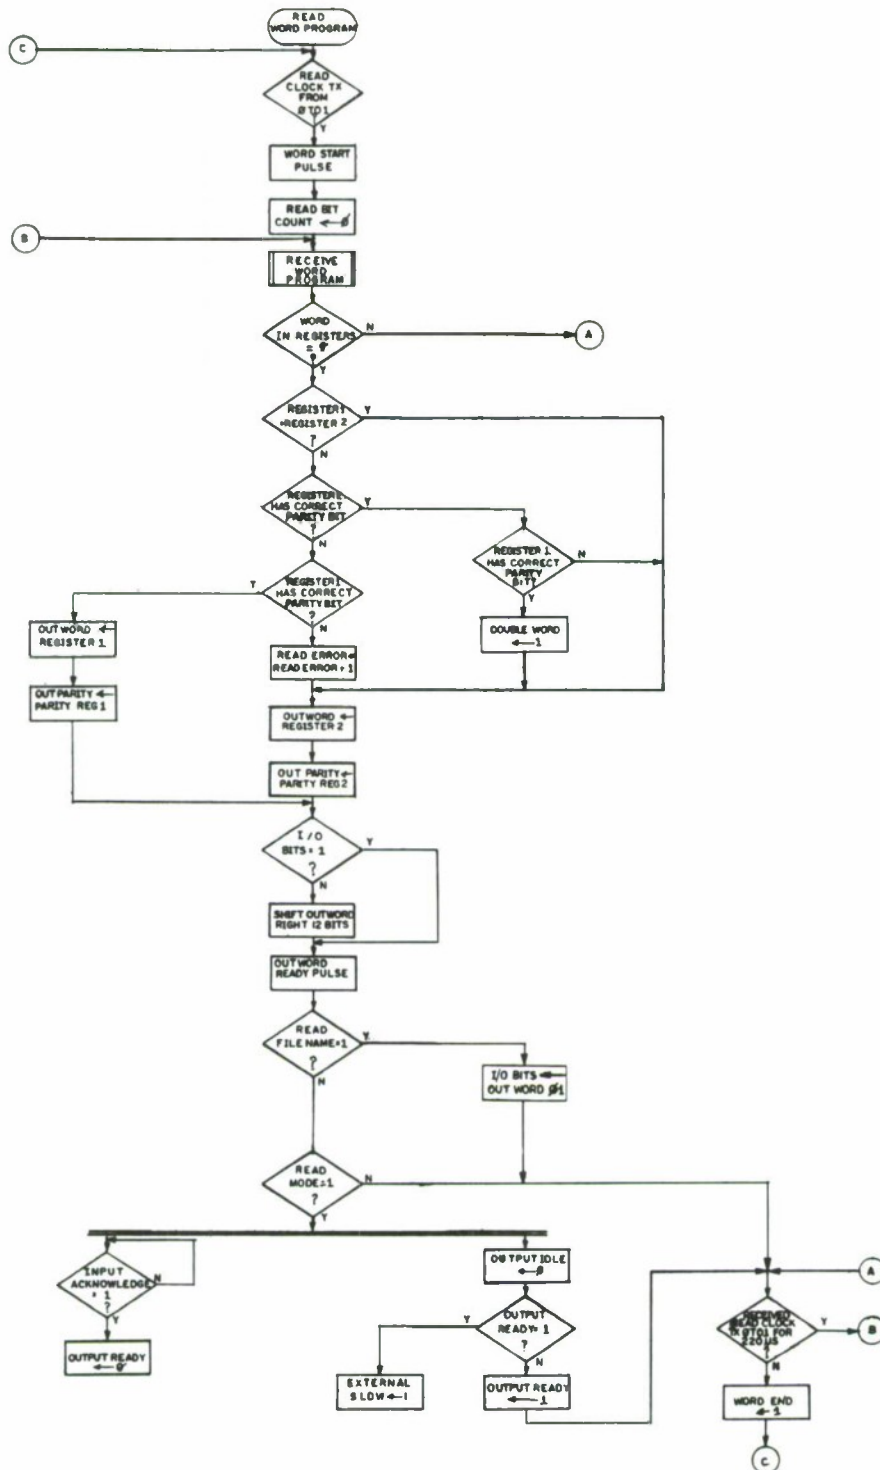 READ
WORD PROGRAM
C
READ
CLOCK TX
FROM
Ø TO 1
Y
WORD START
PULSE
READ BIT
COUNT ← Ø
B
RECEIVE
WORD
PROGRAM
WORD
IN REGISTERS
N
A
Y
REGISTER 1
=REGISTER 2
?
Y
N
HAS CORRECT
PARITY BIT
?
Y
N
REGISTER 1
HAS CORRECT
PARITY
BIT?
N
Y
REGISTER 1
HAS CORRECT
PARITY BIT
?
Y
N
DOUBLE WORD
← 1
OUTWORD ←
REGISTER 1
READ ERROR ←
READ ERROR + 1
OUT PARITY ←
PARITY REG 1
OUTWORD ←
REGISTER 2
OUT PARITY ←
PARITY REG 2
I/O
BITS = 1
?
Y
N
SHIFT OUTWORD
RIGHT 12 BITS
OUTWORD
READY PULSE
READ
FILE NAME=1
?
Y
N
I/O BITS ←
OUT WORD Ø1
READ
MODE=1
?
N
Y
INPUT
ACKNOWLEDGE
= 1
?
N
Y
OUTPUT READY
← Ø
OUTPUT IDLE
← Ø
OUTPUT
READY= 1
?
Y
N
EXTERNAL
SLOW ← 1
OUTPUT READY
← 1
A
RECEIVED
READ CLOCK
TX Ø TO 1 FOR
220 US
?
Y
B
N
WORD END
← 1
C